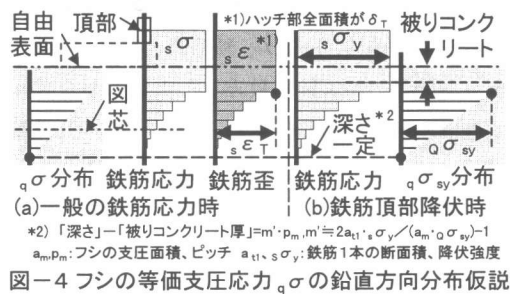 自由
表面
頂部
sσ
*1)ハッチ部全面積がδT
sε*1)
sσy
被りコンク
リート
図
芯
sεT
深さ*2
一定
Qσsy
qσ分布 鉄筋応力 鉄筋歪 鉄筋応力 qσsy分布
(a)一般の鉄筋応力時 (b)鉄筋頂部降伏時
*2) 「深さ」-「被りコンクリート厚」=m'・pm,m'≒2at1・sσy/(am・Qσsy)-1
am,pm:フシの支圧面積、ピッチ at1、sσy:鉄筋1本の断面積、降伏強度
図-4 フシの等価支圧応力qσの鉛直方向分布仮説